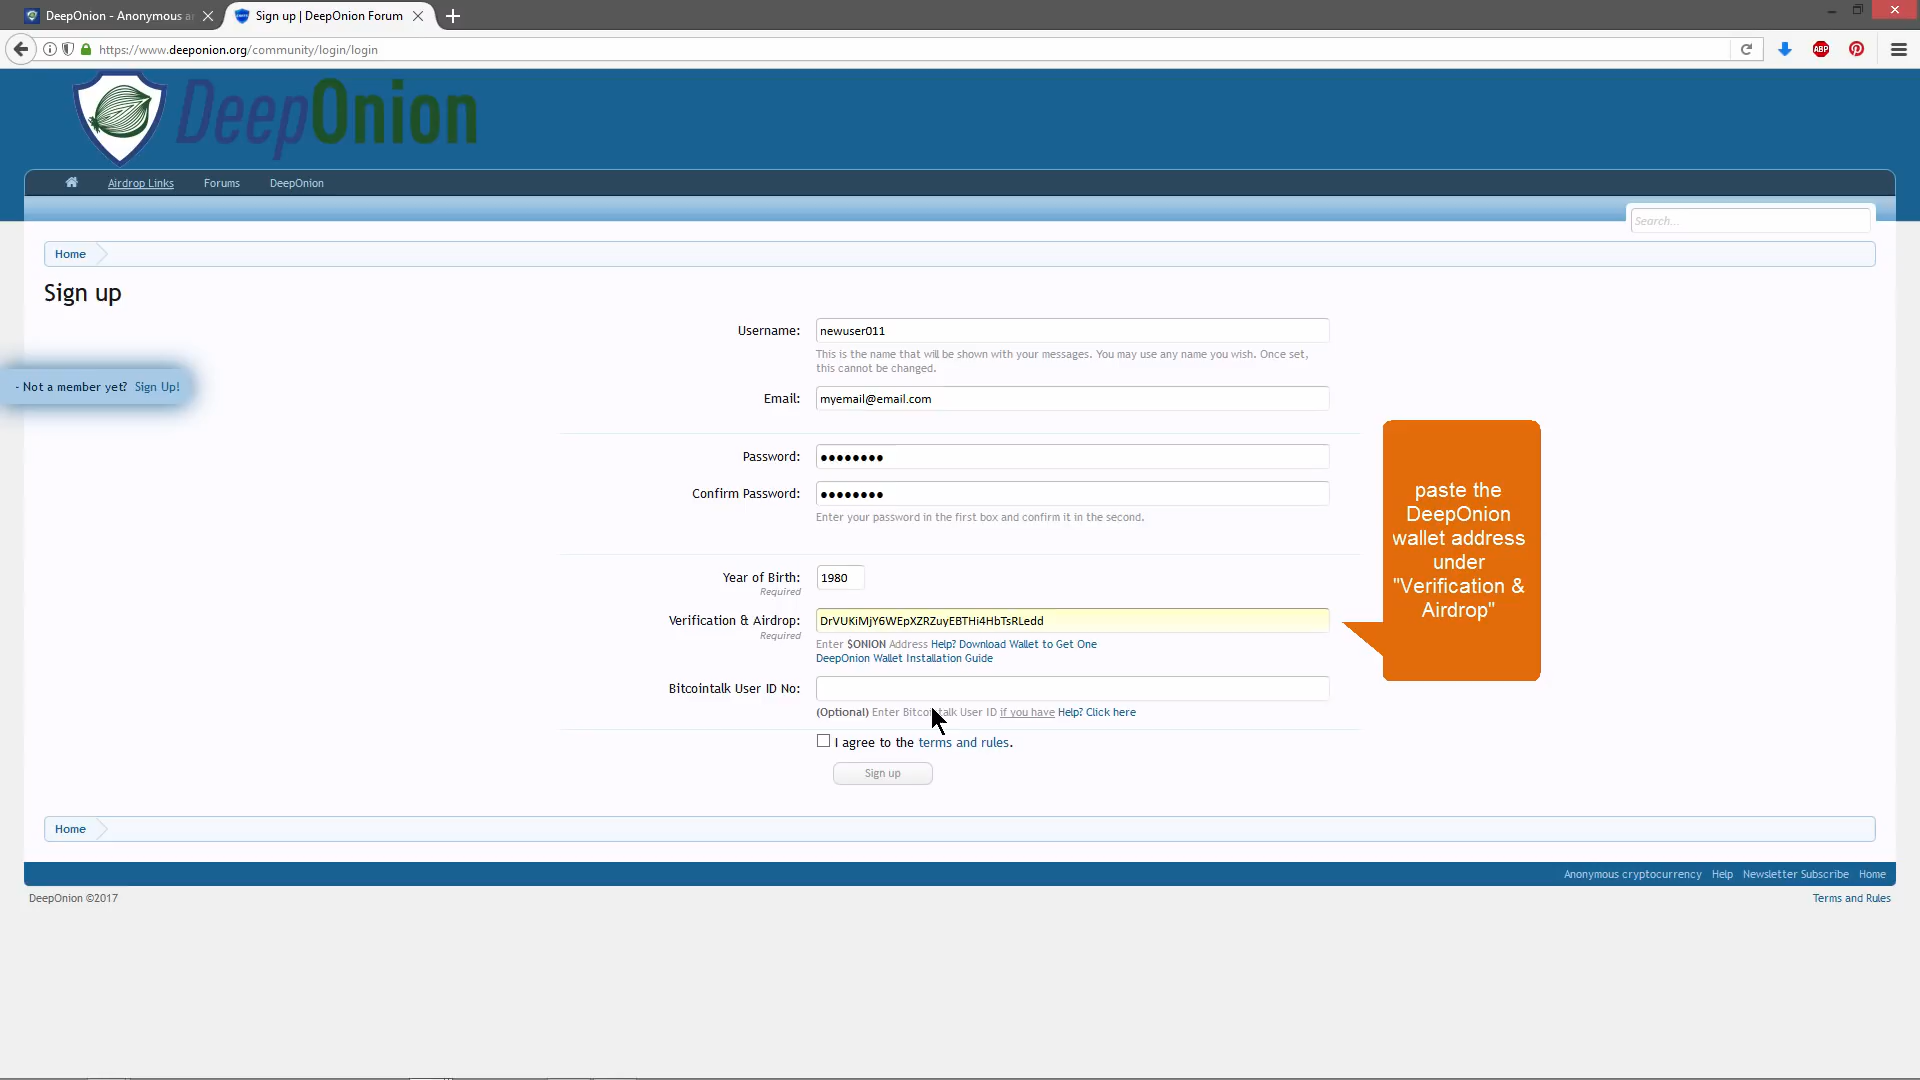 DeepOnion - Anonymous a
Sign up | DeepOnion Forum
https://www.deeponion.org/community/login/login
ABP
DeepOnion
Airdrop Links
Forums
DeepOnion
Search...
Home
Sign up
- Not a member yet? Sign Up!
Username:
newuser011
This is the name that will be shown with your messages. You may use any name you wish. Once set,
this cannot be changed.
Email:
myemail@email.com
Password:
●●●●●●●●
Confirm Password:
●●●●●●●●
Enter your password in the first box and confirm it in the second.
Year of Birth:
Required
1980
Verification & Airdrop:
Required
DrVUKiMjY6WEpXZRZuyEBTHi4HbTsRLedd
Enter $ONION Address Help? Download Wallet to Get One
DeepOnion Wallet Installation Guide
Bitcointalk User ID No:
(Optional) Enter Bitcointalk User ID if you have Help? Click here
I agree to the terms and rules.
Sign up
paste the
DeepOnion
wallet address
under
"Verification &
Airdrop"
Home
Anonymous cryptocurrency
Help
Newsletter Subscribe
Home
DeepOnion ©2017
Terms and Rules